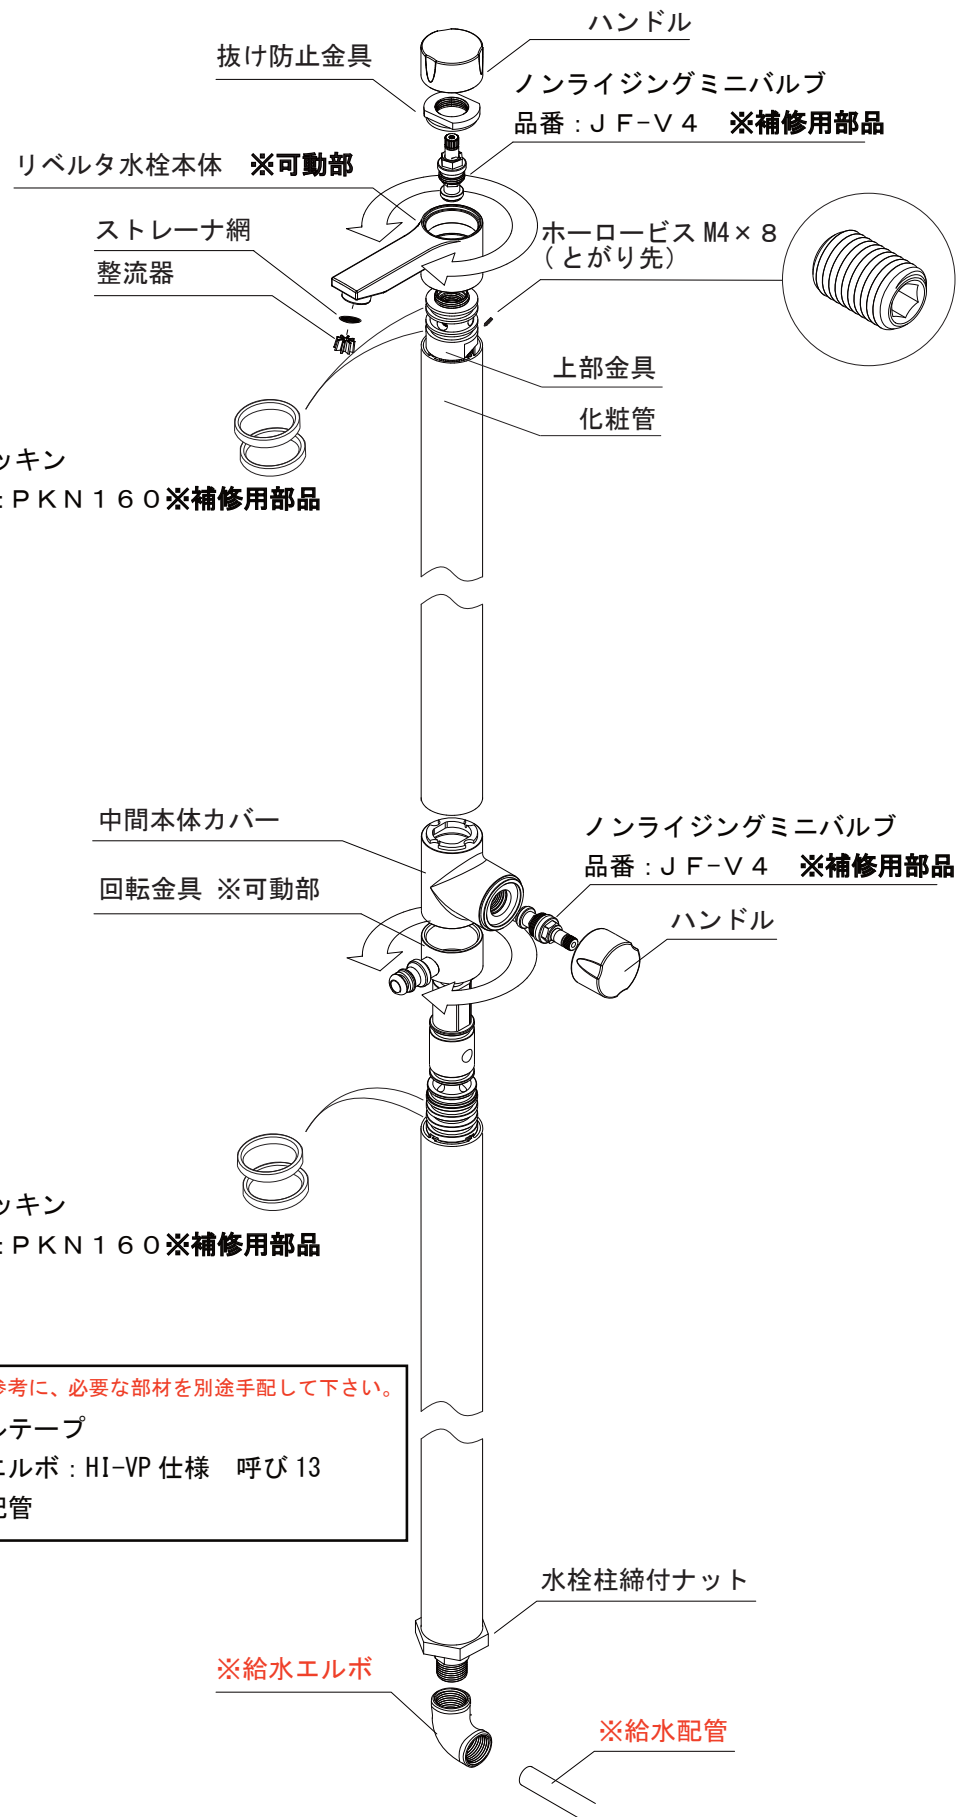 ハンドル
抜け防止金具
ノンライジングミニバルブ
品番：ＪＦ−Ｖ４　※補修用部品
リベルタ水栓本体　※可動部
ストレーナ網
整流器
ホーロービス M4×８
（とがり先）
上部金具
化粧管
ッキン
：ＰＫＮ１６０※補修用部品
中間本体カバー
ノンライジングミニバルブ
品番：ＪＦ−Ｖ４　※補修用部品
回転金具 ※可動部
ハンドル
ッキン
：ＰＫＮ１６０※補修用部品
参考に、必要な部材を別途手配して下さい。
ルテープ
エルボ：HI-VP 仕様　呼び 13
配管
水栓柱締付ナット
※給水エルボ
※給水配管